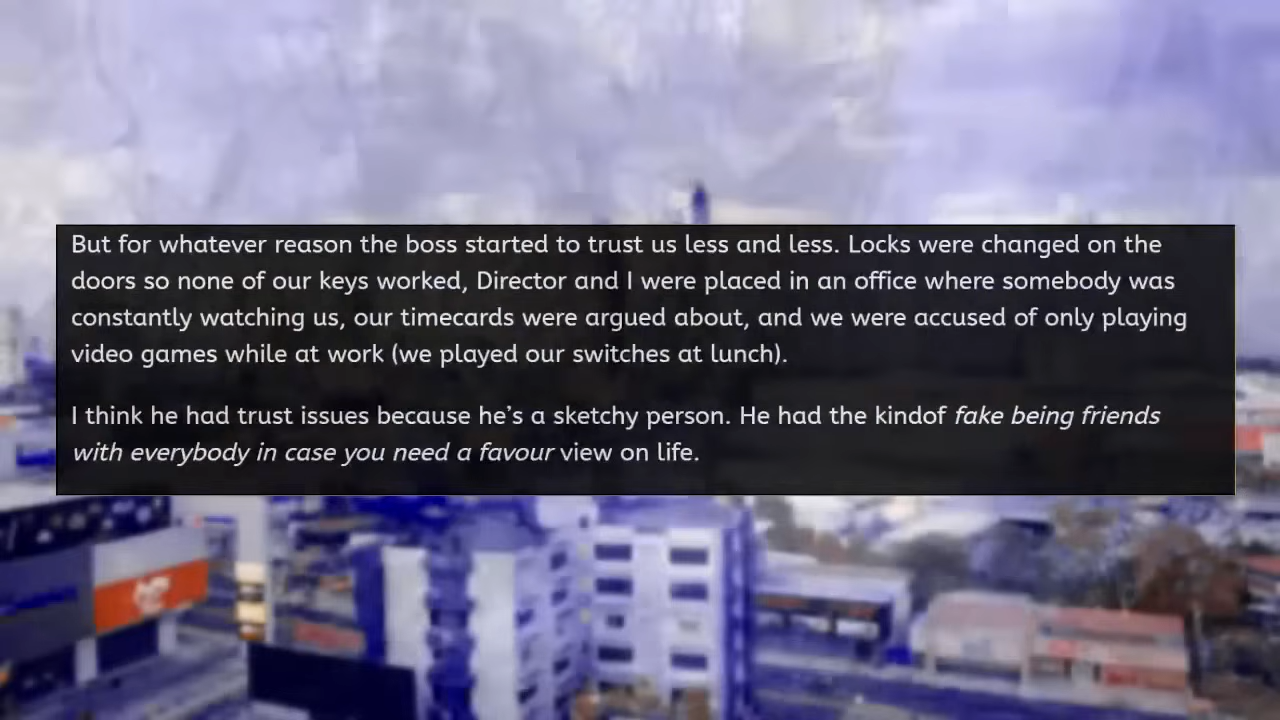 But for whatever reason the boss started to trust us less and less. Locks were changed on the
doors so none of our keys worked, Director and I were placed in an office where somebody was
constantly watching us, our timecards were argued about, and we were accused of only playing
video games while at work (we played our switches at lunch).
I think he had trust issues because he’s a sketchy person. He had the kindof fake being friends
with everybody in case you need a favour view on life.